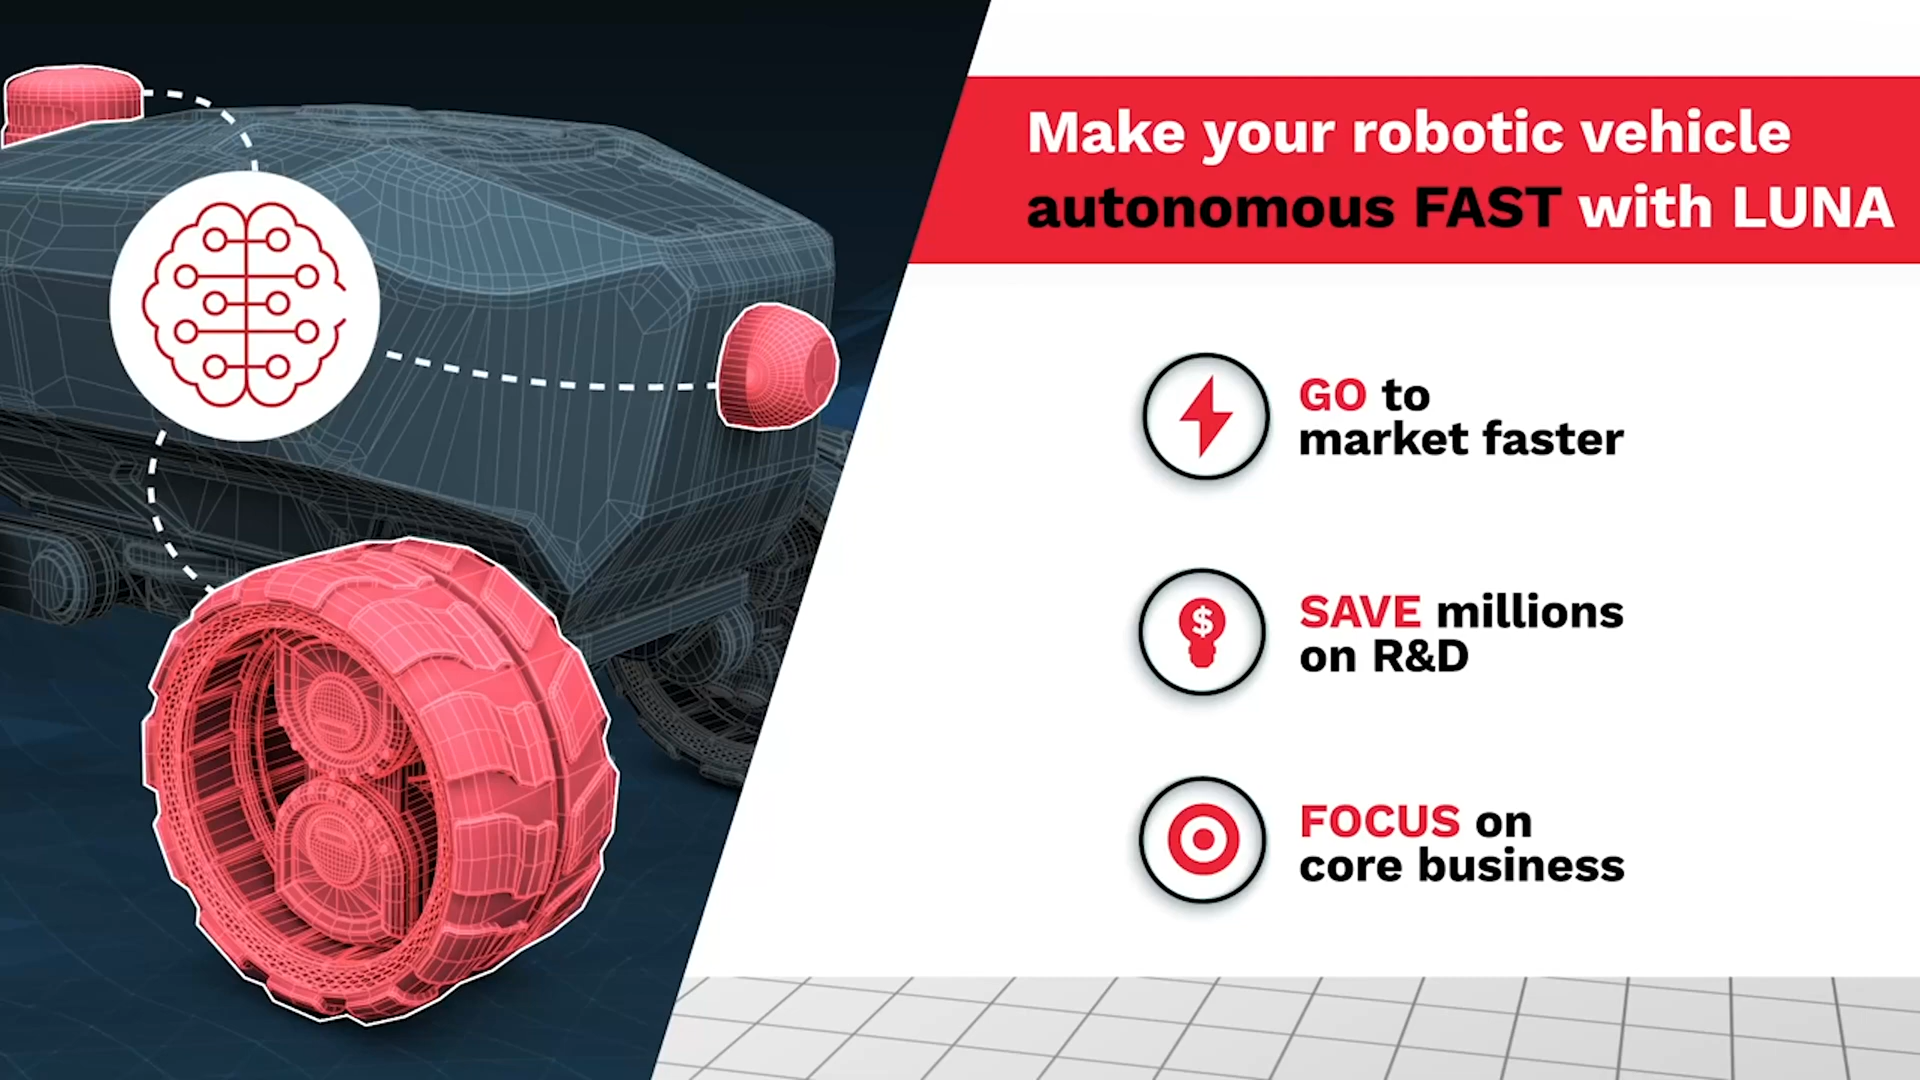 Make your robotic vehicle
autonomous FAST with LUNA
GO to
market faster
$
SAVE millions
on R&D
FOCUS on
core business